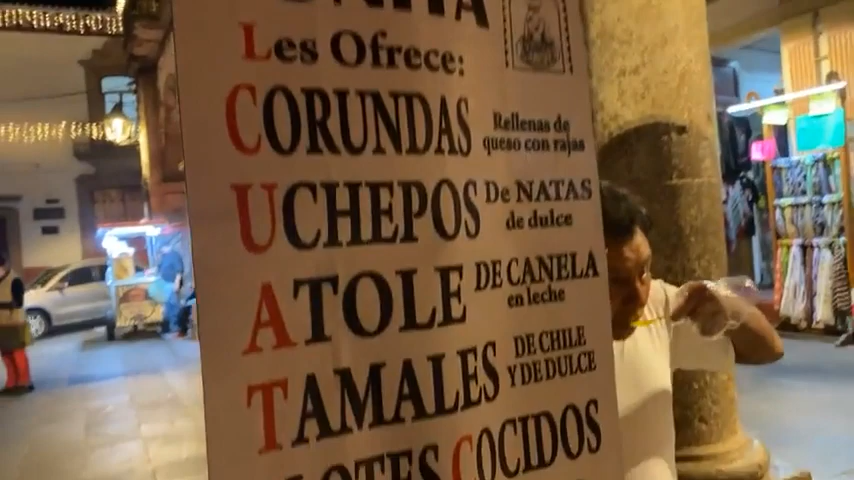 Les Ofrece:
CORUNDAS Rellenas de
queso con rajas
UCHEPOS De NATAS
de dulce
ATOLE DE CANELA
en leche
TAMALES DE CHILE
Y DE DULCE
COCIDOS